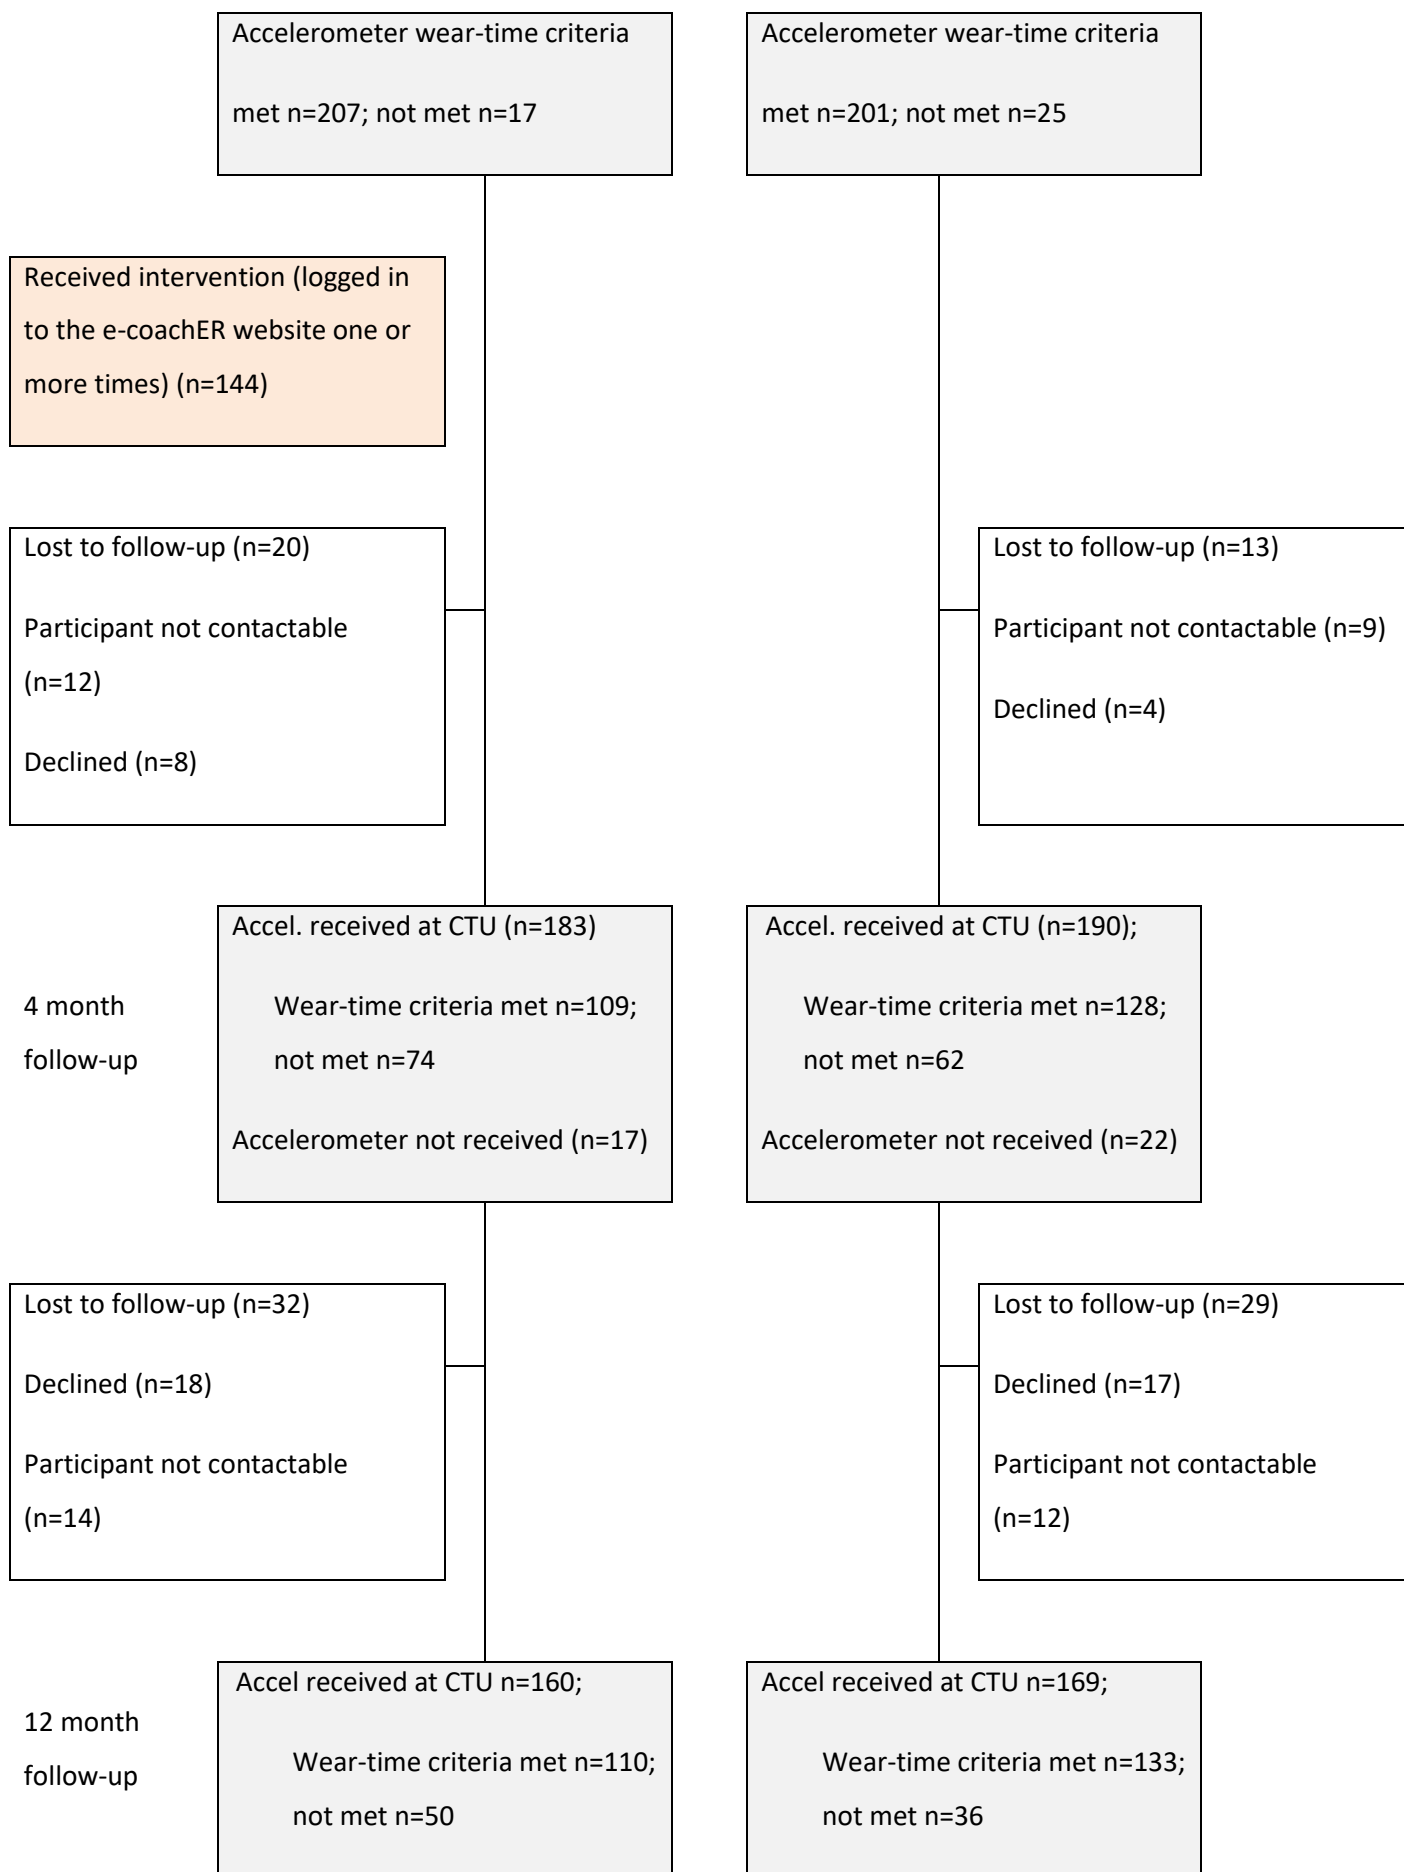 Accelerometer wear-time criteria
met n=207; not met n=17
Accelerometer wear-time criteria
met n=201; not met n=25
Received intervention (logged in
to the e-coachER website one or
more times) (n=144)
Lost to follow-up (n=20)
Participant not contactable
(n=12)
Declined (n=8)
Lost to follow-up (n=13)
Participant not contactable (n=9)
Declined (n=4)
4 month
follow-up
Accel. received at CTU (n=183)
Wear-time criteria met n=109;
not met n=74
Accelerometer not received (n=17)
Accel. received at CTU (n=190);
Wear-time criteria met n=128;
not met n=62
Accelerometer not received (n=22)
Lost to follow-up (n=32)
Declined (n=18)
Participant not contactable
(n=14)
Lost to follow-up (n=29)
Declined (n=17)
Participant not contactable
(n=12)
12 month
follow-up
Accel received at CTU n=160;
Wear-time criteria met n=110;
not met n=50
Accel received at CTU n=169;
Wear-time criteria met n=133;
not met n=36